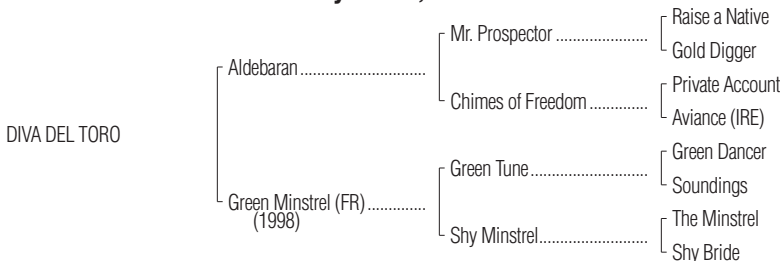 Raise a Native
Mr. Prospector
Gold Digger
Aldebaran
Private Account
Chimes of Freedom
Aviance (IRE)
DIVA DEL TORO
Green Dancer
Green Tune
Soundings
Green Minstrel (FR)
(1998)
The Minstrel
Shy Minstrel
Shy Bride